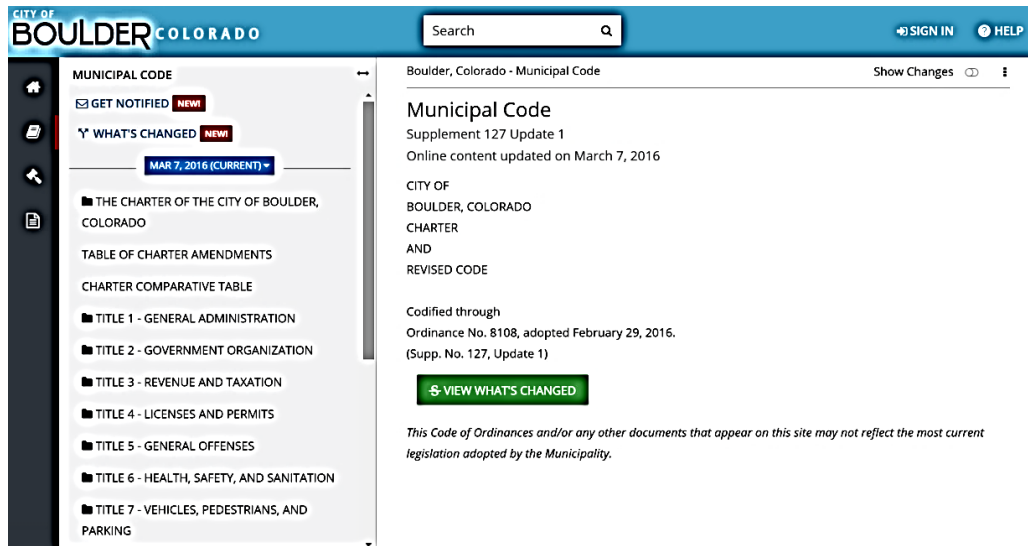 CITY OF
BOULDER COLORADO
Search
SIGN IN
HELP
MUNICIPAL CODE
GET NOTIFIED NEW!
WHAT'S CHANGED NEW!
MAR 7, 2016 (CURRENT)
THE CHARTER OF THE CITY OF BOULDER,
COLORADO
TABLE OF CHARTER AMENDMENTS
CHARTER COMPARATIVE TABLE
TITLE 1 - GENERAL ADMINISTRATION
TITLE 2 - GOVERNMENT ORGANIZATION
TITLE 3 - REVENUE AND TAXATION
TITLE 4 - LICENSES AND PERMITS
TITLE 5 - GENERAL OFFENSES
TITLE 6 - HEALTH, SAFETY, AND SANITATION
TITLE 7 - VEHICLES, PEDESTRIANS, AND
PARKING
Boulder, Colorado - Municipal Code
Show Changes
Municipal Code
Supplement 127 Update 1
Online content updated on March 7, 2016
CITY OF
BOULDER, COLORADO
CHARTER
AND
REVISED CODE
Codified through
Ordinance No. 8108, adopted February 29, 2016.
(Supp. No. 127, Update 1)
VIEW WHAT'S CHANGED
This Code of Ordinances and/or any other documents that appear on this site may not reflect the most current
legislation adopted by the Municipality.